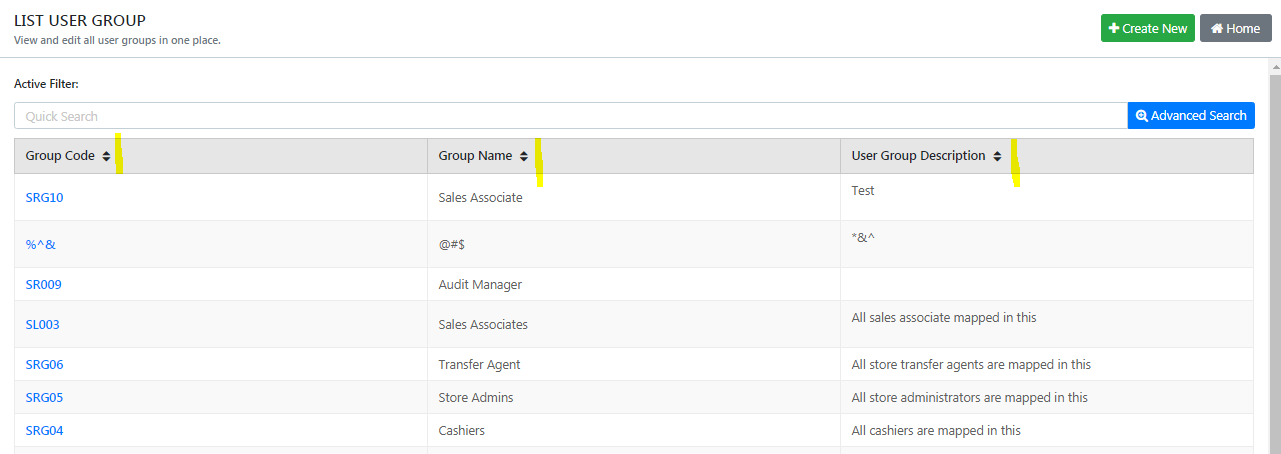 LIST USER GROUP
View and edit all user groups in one place.
Create New
Home
Active Filter:
Quick Search
Advanced Search
Group Code
Group Name
User Group Description
SRG10
Sales Associate
Test
%^&
@#$
*&^
SR009
Audit Manager
SL003
Sales Associates
All sales associate mapped in this
SRG06
Transfer Agent
All store transfer agents are mapped in this
SRG05
Store Admins
All store administrators are mapped in this
SRG04
Cashiers
All cashiers are mapped in this